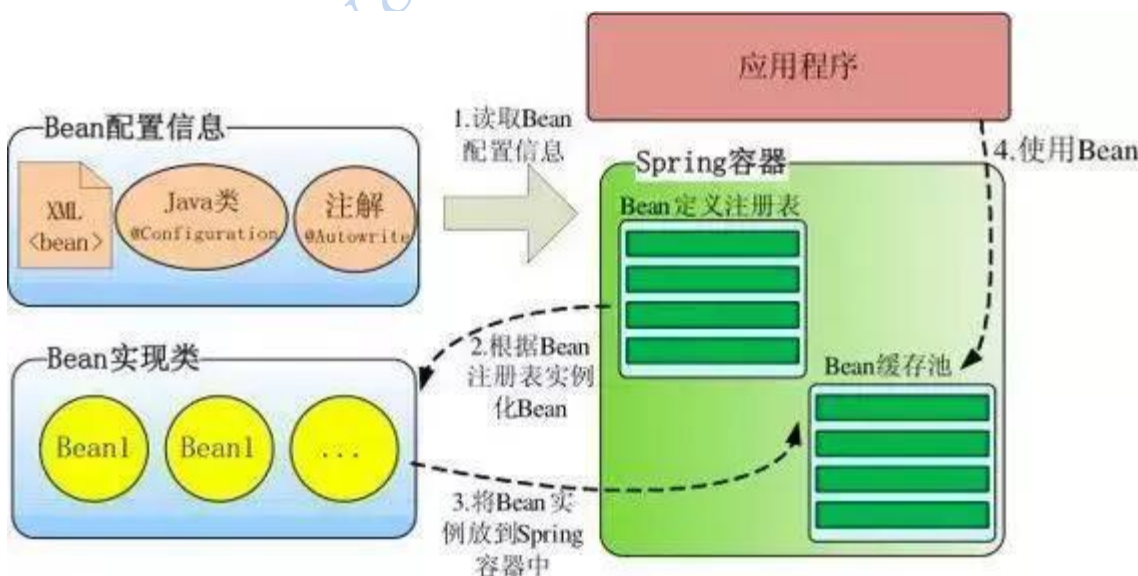 应用程序
Bean配置信息
XML
<bean>
Java类
@Configuration
注解
@Autowrite
1.读取Bean
配置信息
Spring容器
Bean定义注册表
4.使用Bean
Bean实现类
Bean1
Bean1
...
2.根据Bean
注册表实例
化Bean
Bean缓存池
3.将Bean实
例放到Spring
容器中